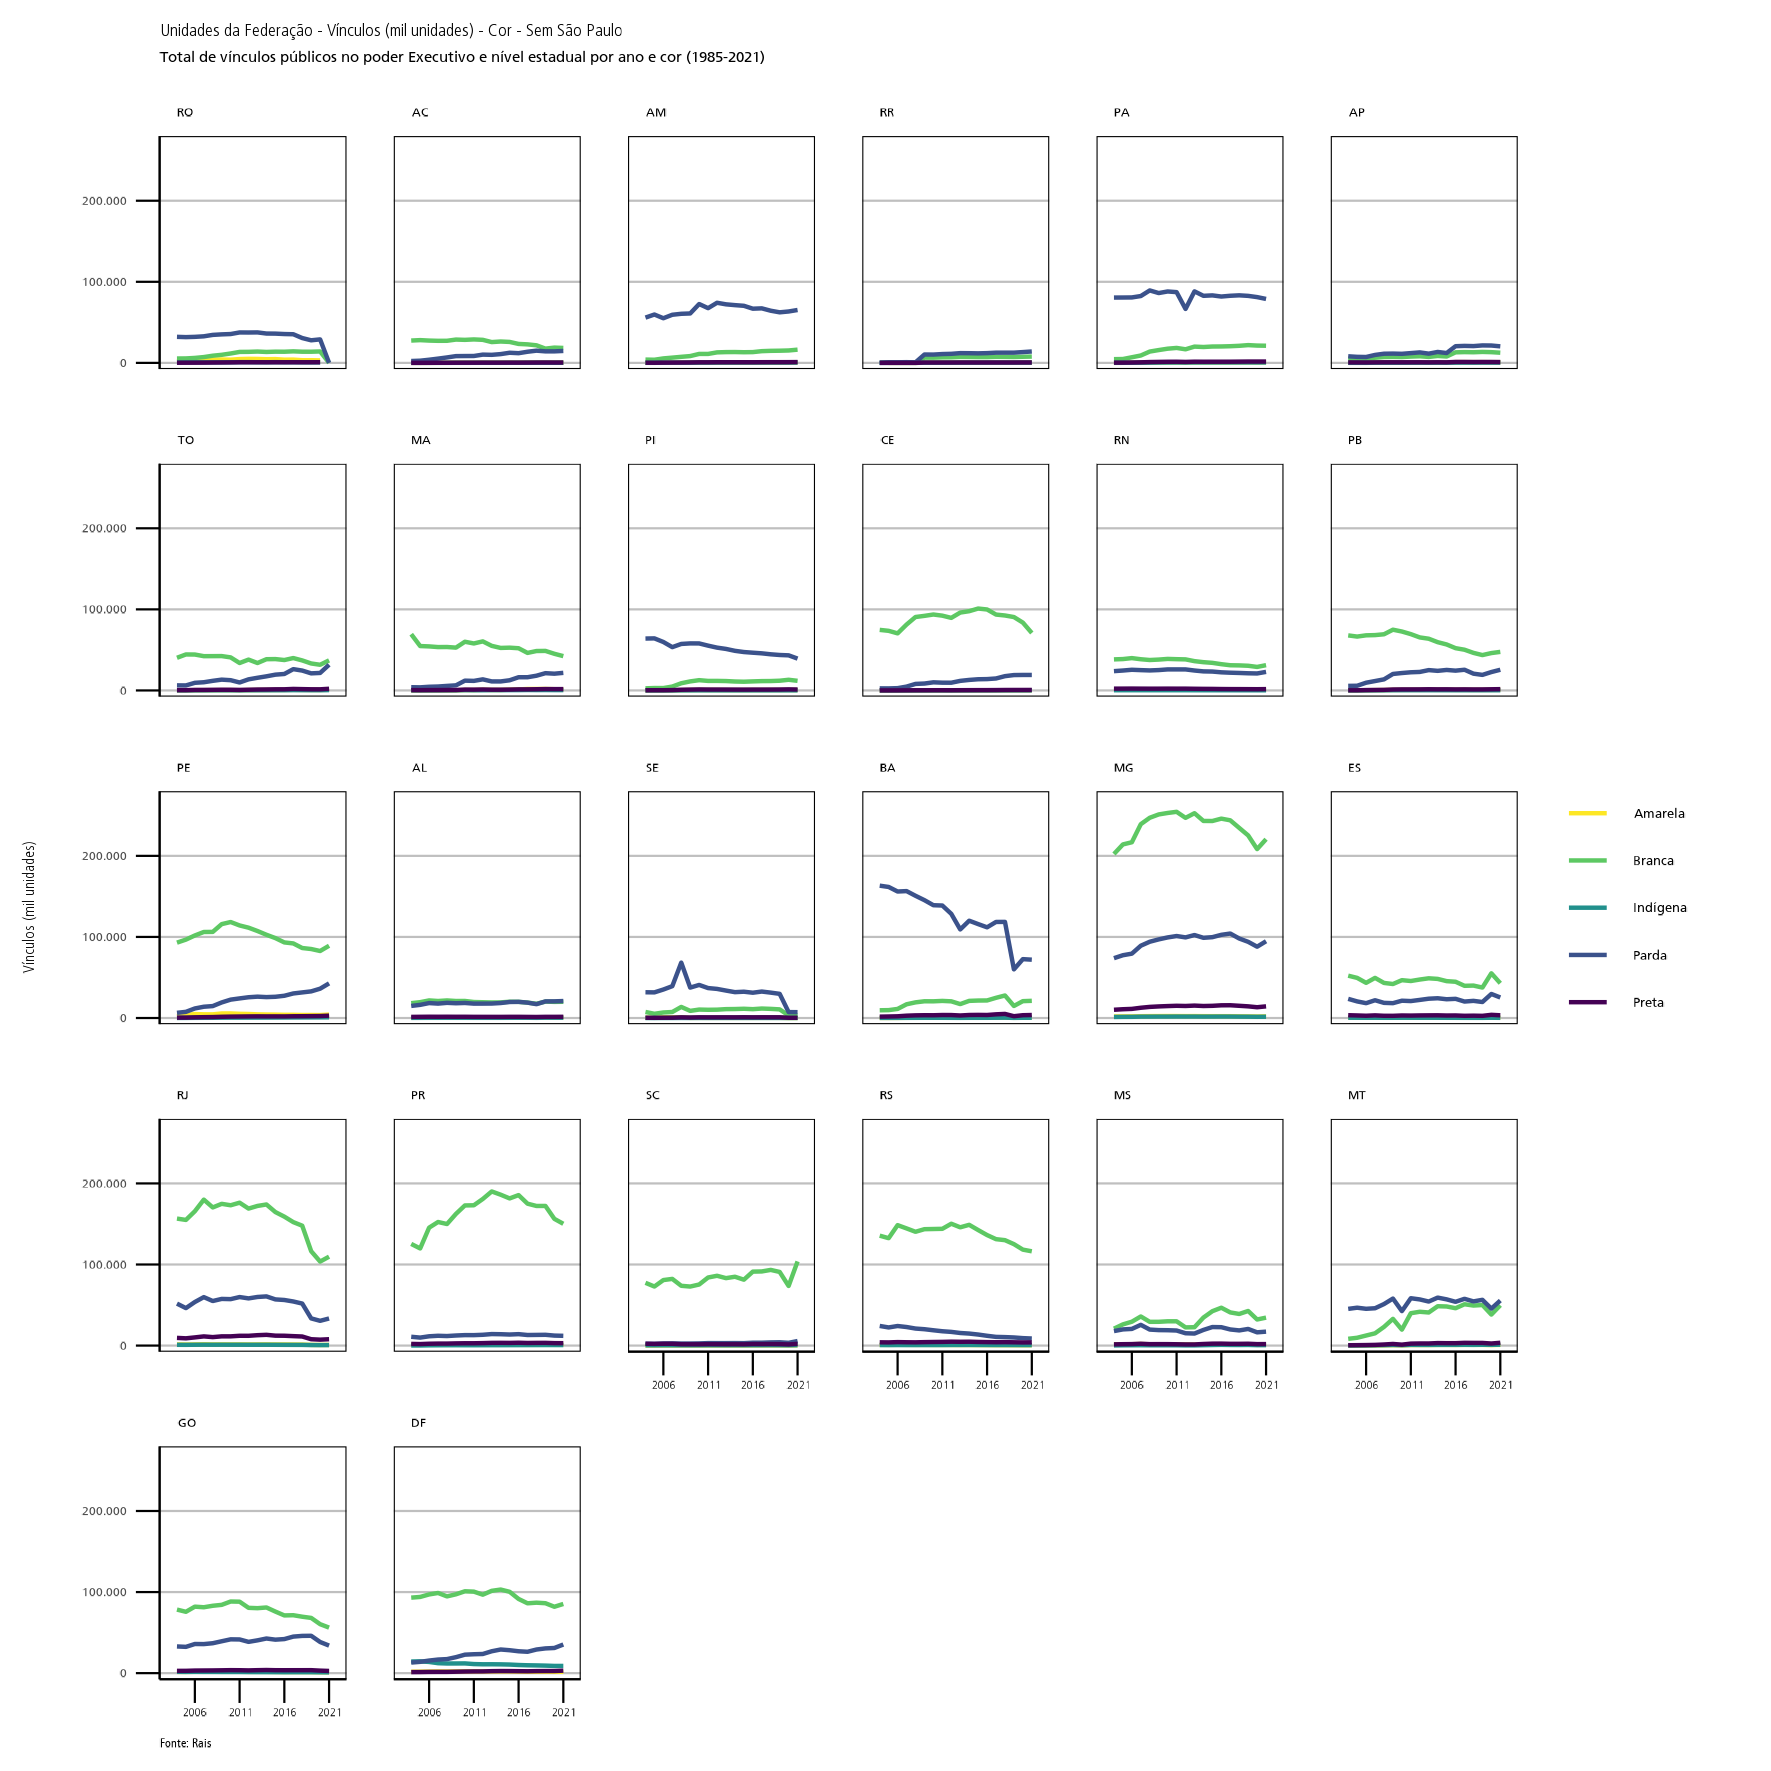 Unidades da Federação - Vínculos (mil unidades) - Cor - Sem São Paulo
Total de vínculos públicos no poder Executivo e nível estadual por ano e cor (1985-2021)
RO AC AM RR PA AP
200.000
100.000
0
TO MA PI CE RN PB
200.000
100.000
0
PE AL SE BA MG ES
200.000
100.000
0
Vínculos (mil unidades)
Amarela
Branca
Indígena
Parda
Preta
RJ PR SC RS MS MT
200.000
100.000
0
2006 2011 2016 2021 2006 2011 2016 2021 2006 2011 2016 2021 2006 2011 2016 2021
GO DF
200.000
100.000
0
2006 2011 2016 2021 2006 2011 2016 2021
Fonte: Rais